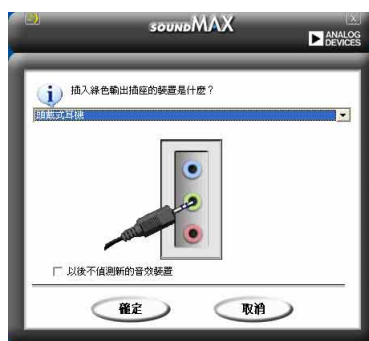 soundMAX
ANALOG
DEVICES
插入綠色輸出插座的裝置是什麼？
頭戴式耳機
以後不偵測新的音效裝置
確定
取消